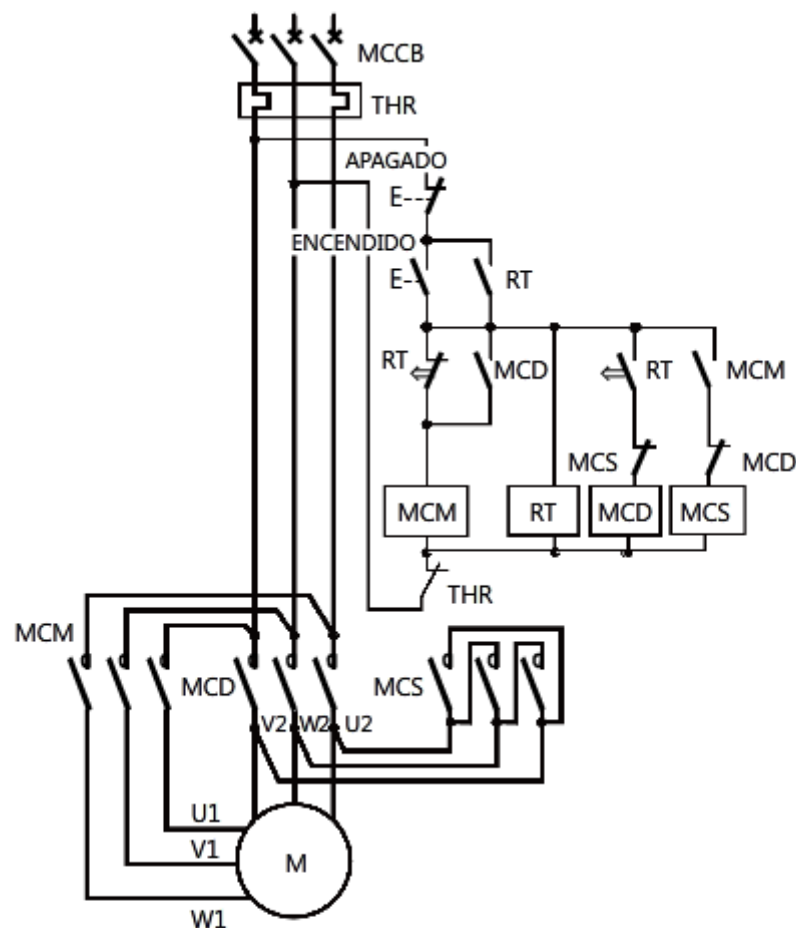 MCCB
THR
APAGADO
E
ENCENDIDO
E
RT
RT
MCD
RT
MCM
MCS
MCD
MCM
RT
MCD
MCS
THR
MCM
MCD
MCS
V2
W2
U2
U1
V1
M
W1